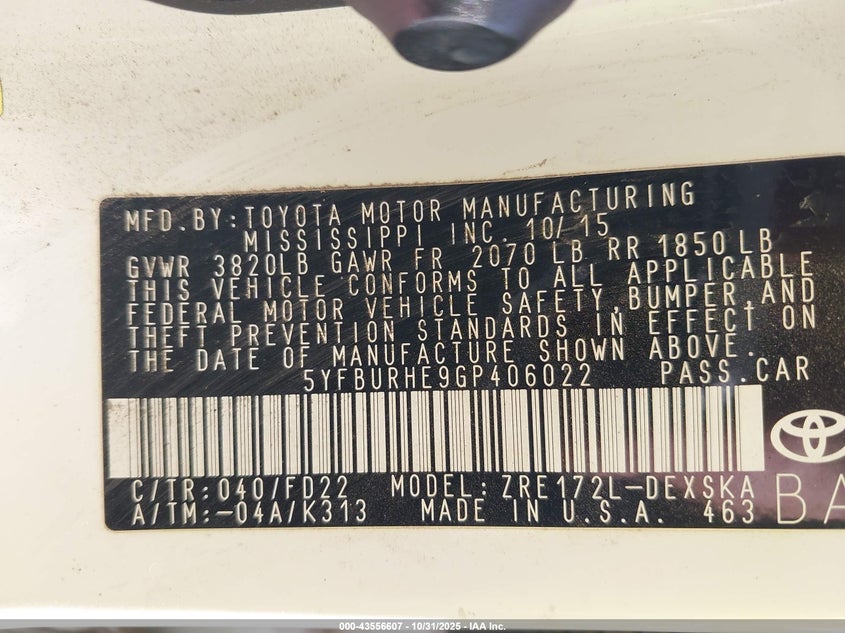 MFD. BY: TOYOTA MOTOR MANUFACTURING
MISSISSIPPI INC. 10/15
GVWR 3820LB GAWR FR 2070 LB RR 1850 LB
THIS VEHICLE CONFORMS TO ALL APPLICABLE
FEDERAL MOTOR VEHICLE SAFETY, BUMPER, AND
THEFT PREVENTION STANDARDS IN EFFECT ON
THE DATE OF MANUFACTURE SHOWN ABOVE.
5YFBURHE9GP406022 PASS.CAR
C/TR: 040/FD22 MODEL: ZRE172L-DEXSKA
A/TM: -04A/K313 MADE IN U.S.A. 463 BA
000-43556607 - 10/31/2025 - IAA Inc.